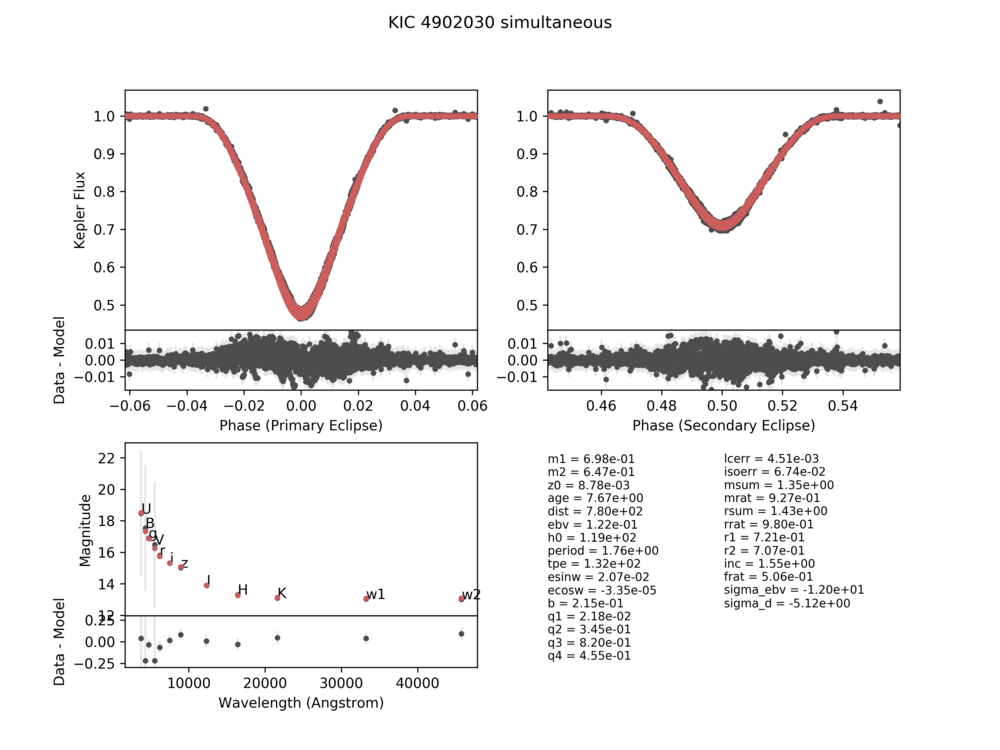 KIC 4902030 simultaneous
1.0
0.9
0.8
0.7
0.6
0.5
Kepler Flux
0.01
0.00
−0.01
Data - Model
−0.06 −0.04 −0.02 0.00 0.02 0.04 0.06
Phase (Primary Eclipse)
1.0
0.9
0.8
0.7
0.6
0.5
0.01
0.00
−0.01
0.46 0.48 0.50 0.52 0.54
Phase (Secondary Eclipse)
22
20
18
16
14
12
Magnitude
U
B
g
V
r
i
z
J
H
K
w1
w2
0.25
0.00
−0.25
Data - Model
10000 20000 30000 40000
Wavelength (Angstrom)
m1 = 6.98e-01
m2 = 6.47e-01
z0 = 8.78e-03
age = 7.67e+00
dist = 7.80e+02
ebv = 1.22e-01
h0 = 1.19e+02
period = 1.76e+00
tpe = 1.32e+02
esinw = 2.07e-02
ecosw = -3.35e-05
b = 2.15e-01
q1 = 2.18e-02
q2 = 3.45e-01
q3 = 8.20e-01
q4 = 4.55e-01
lcerr = 4.51e-03
isoerr = 6.74e-02
msum = 1.35e+00
mrat = 9.27e-01
rsum = 1.43e+00
rrat = 9.80e-01
r1 = 7.21e-01
r2 = 7.07e-01
inc = 1.55e+00
frat = 5.06e-01
sigma_ebv = -1.20e+01
sigma_d = -5.12e+00